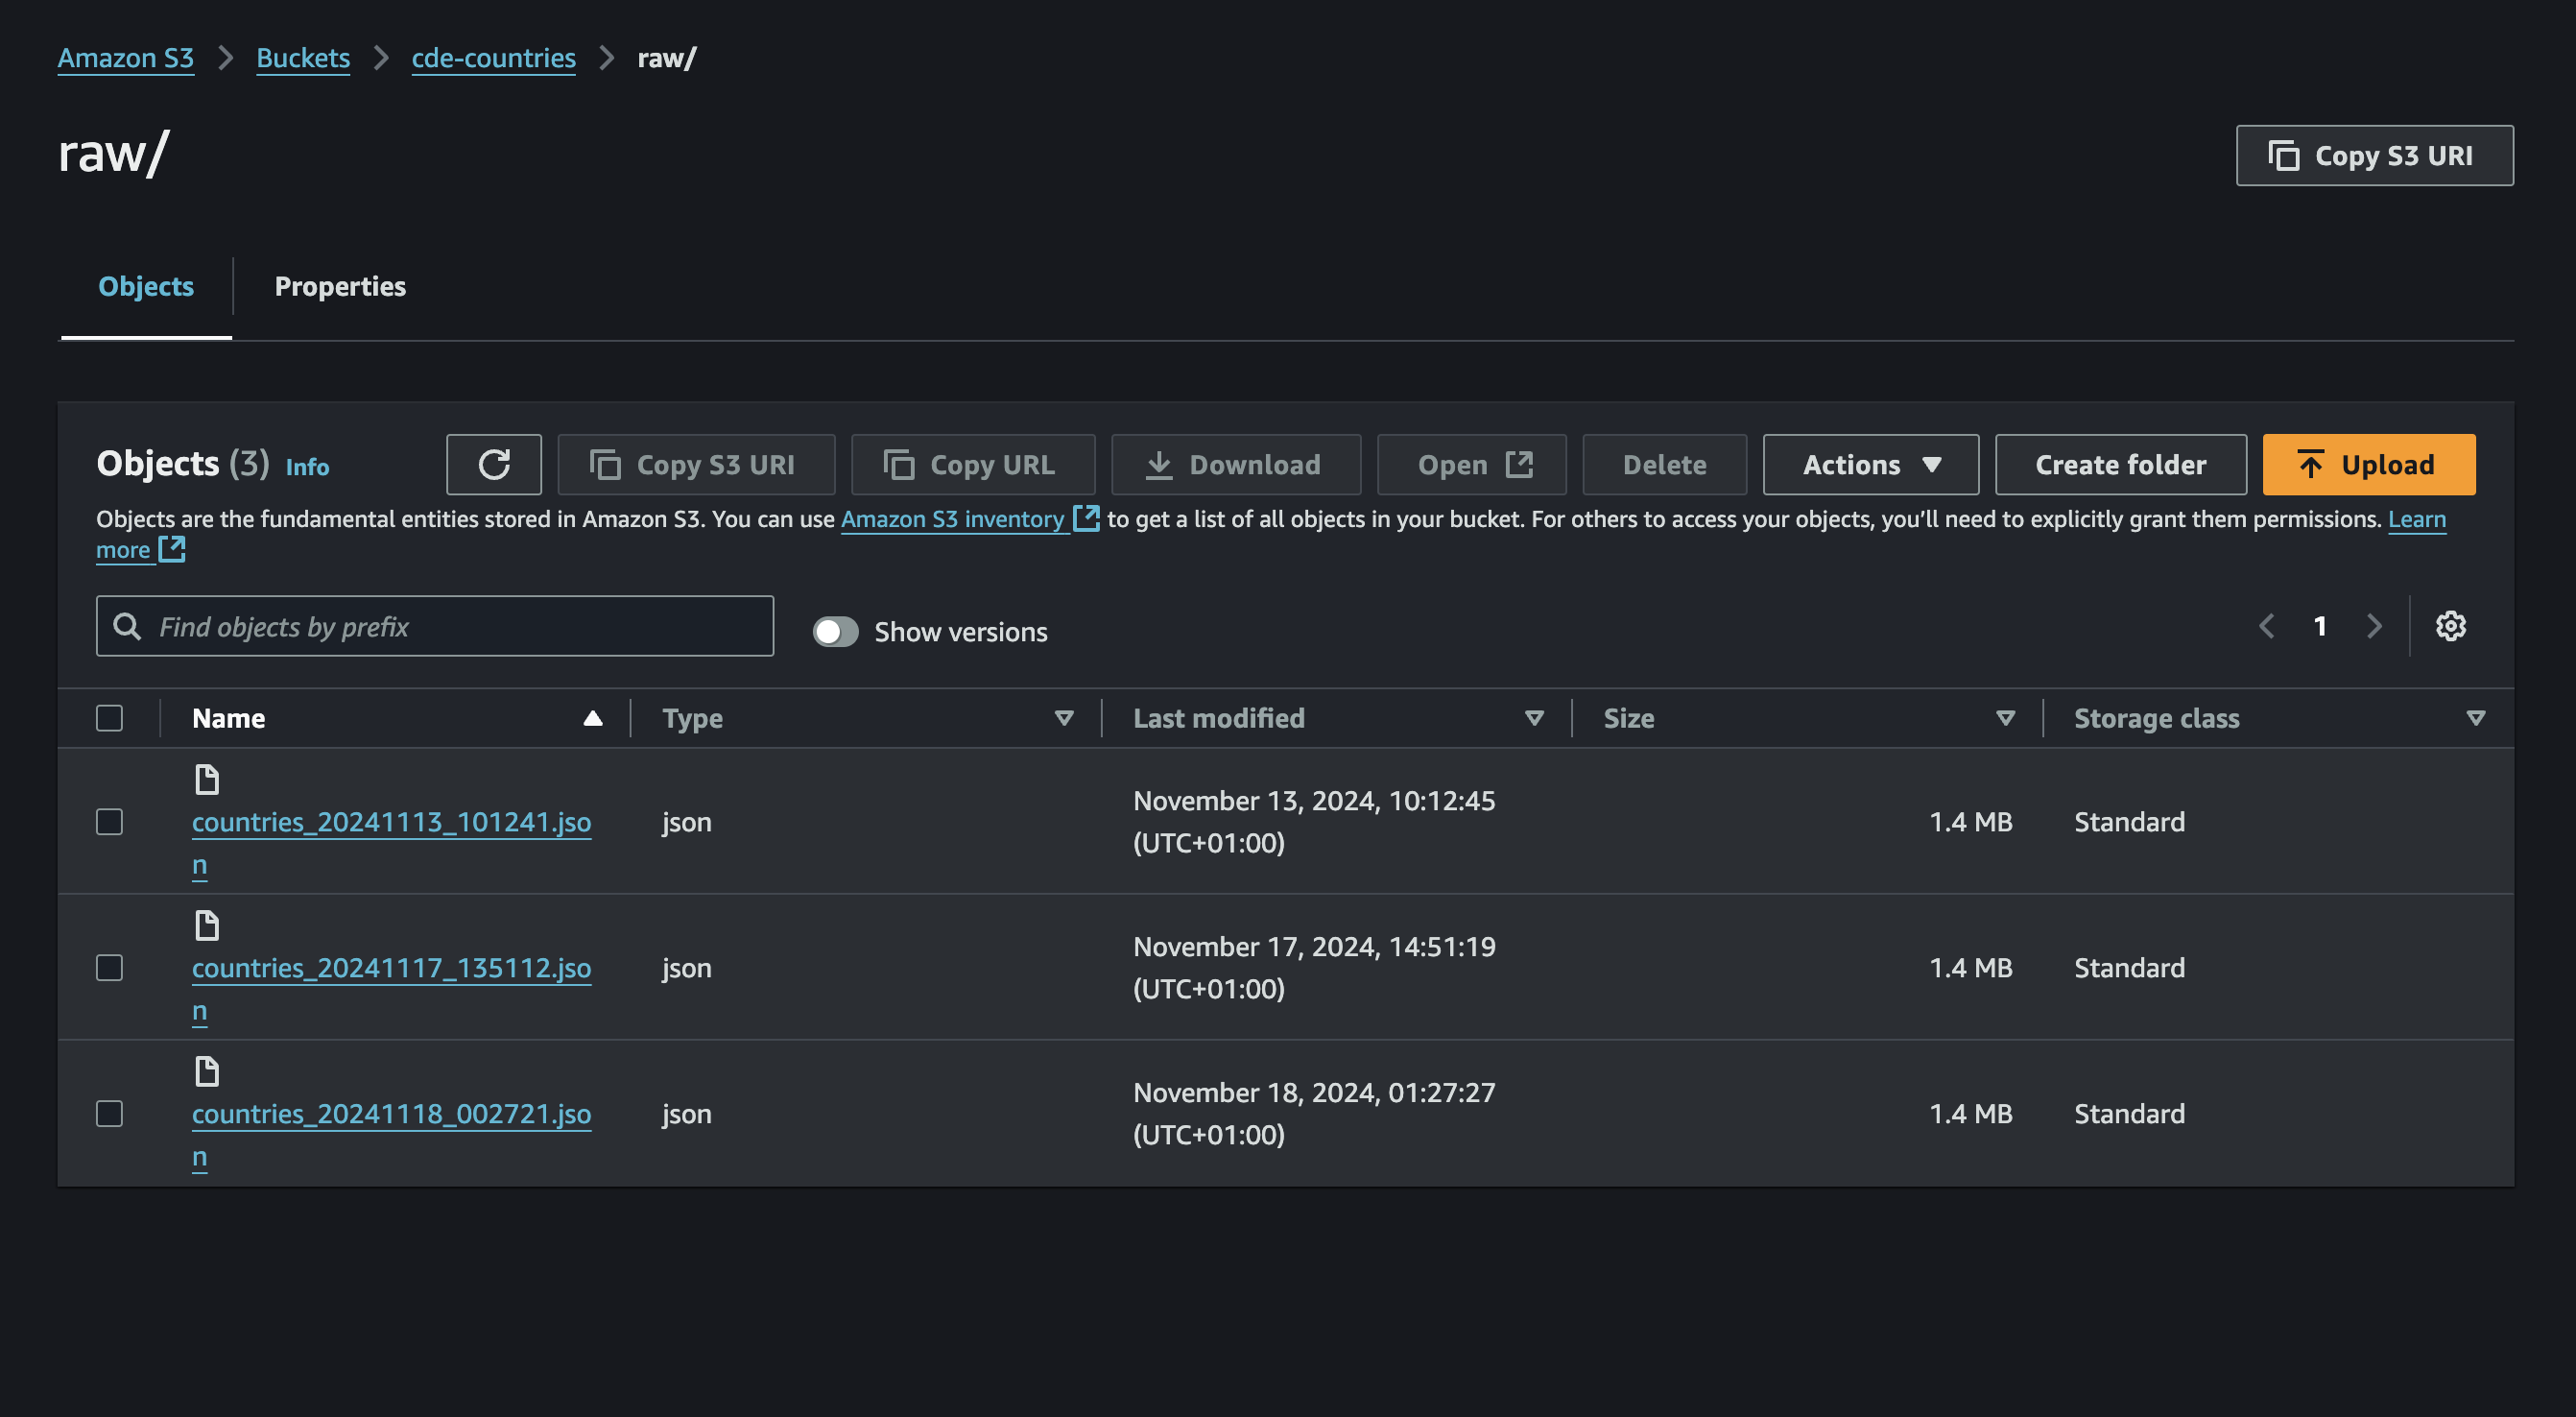 Amazon S3 Buckets cde-countries raw/
raw/
Copy S3 URI
Objects Properties
Objects (3) Info Copy S3 URI Copy URL Download Open Delete Actions Create folder Upload
Objects are the fundamental entities stored in Amazon S3. You can use Amazon S3 inventory to get a list of all objects in your bucket. For others to access your objects, you’ll need to explicitly grant them permissions. Learn
more
Find objects by prefix Show versions 1
Name Type Last modified Size Storage class
countries_20241113_101241.jso
n
json
November 13, 2024, 10:12:45
(UTC+01:00)
1.4 MB
Standard
countries_20241117_135112.jso
n
json
November 17, 2024, 14:51:19
(UTC+01:00)
1.4 MB
Standard
countries_20241118_002721.jso
n
json
November 18, 2024, 01:27:27
(UTC+01:00)
1.4 MB
Standard